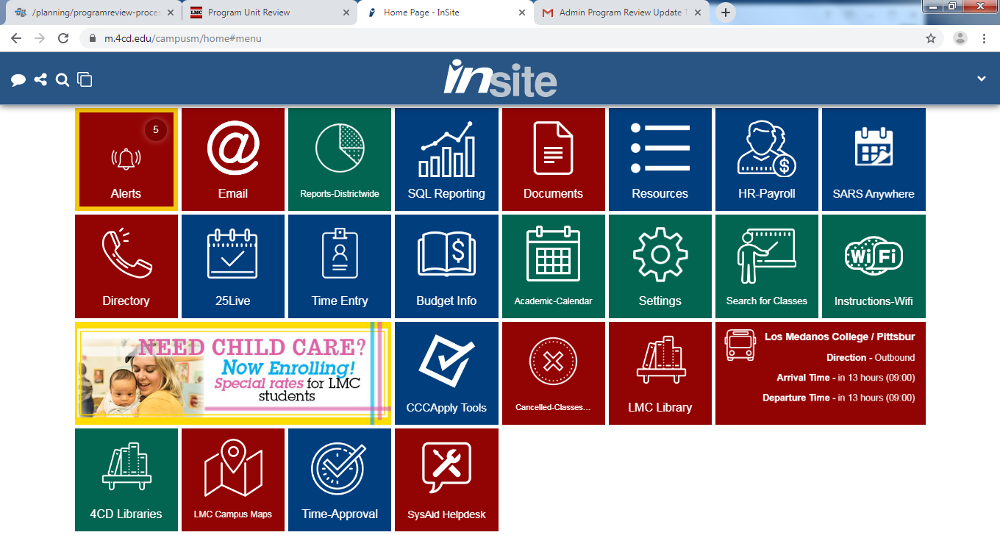 /planning/programreview-proces
LMC
Program Unit Review
Home Page - InSite
Admin Program Review Update T
m.4cd.edu/campusm/home#menu
insite
5
Alerts
Email
Reports-Districtwide
SQL Reporting
Documents
Resources
$
HR-Payroll
SARS Anywhere
Directory
25Live
Time Entry
$
Budget Info
Academic-Calendar
Settings
Search for Classes
WiFi
Instructions-Wifi
NEED CHILD CARE?
Now Enrolling!
Special rates for LMC
students
CCCApply Tools
Cancelled-Classes...
LMC Library
Los Medanos College / Pittsbur
Direction - Outbound
Arrival Time - in 13 hours (09:00)
Departure Time - in 13 hours (09:00)
4CD Libraries
LMC Campus Maps
Time-Approval
SysAid Helpdesk